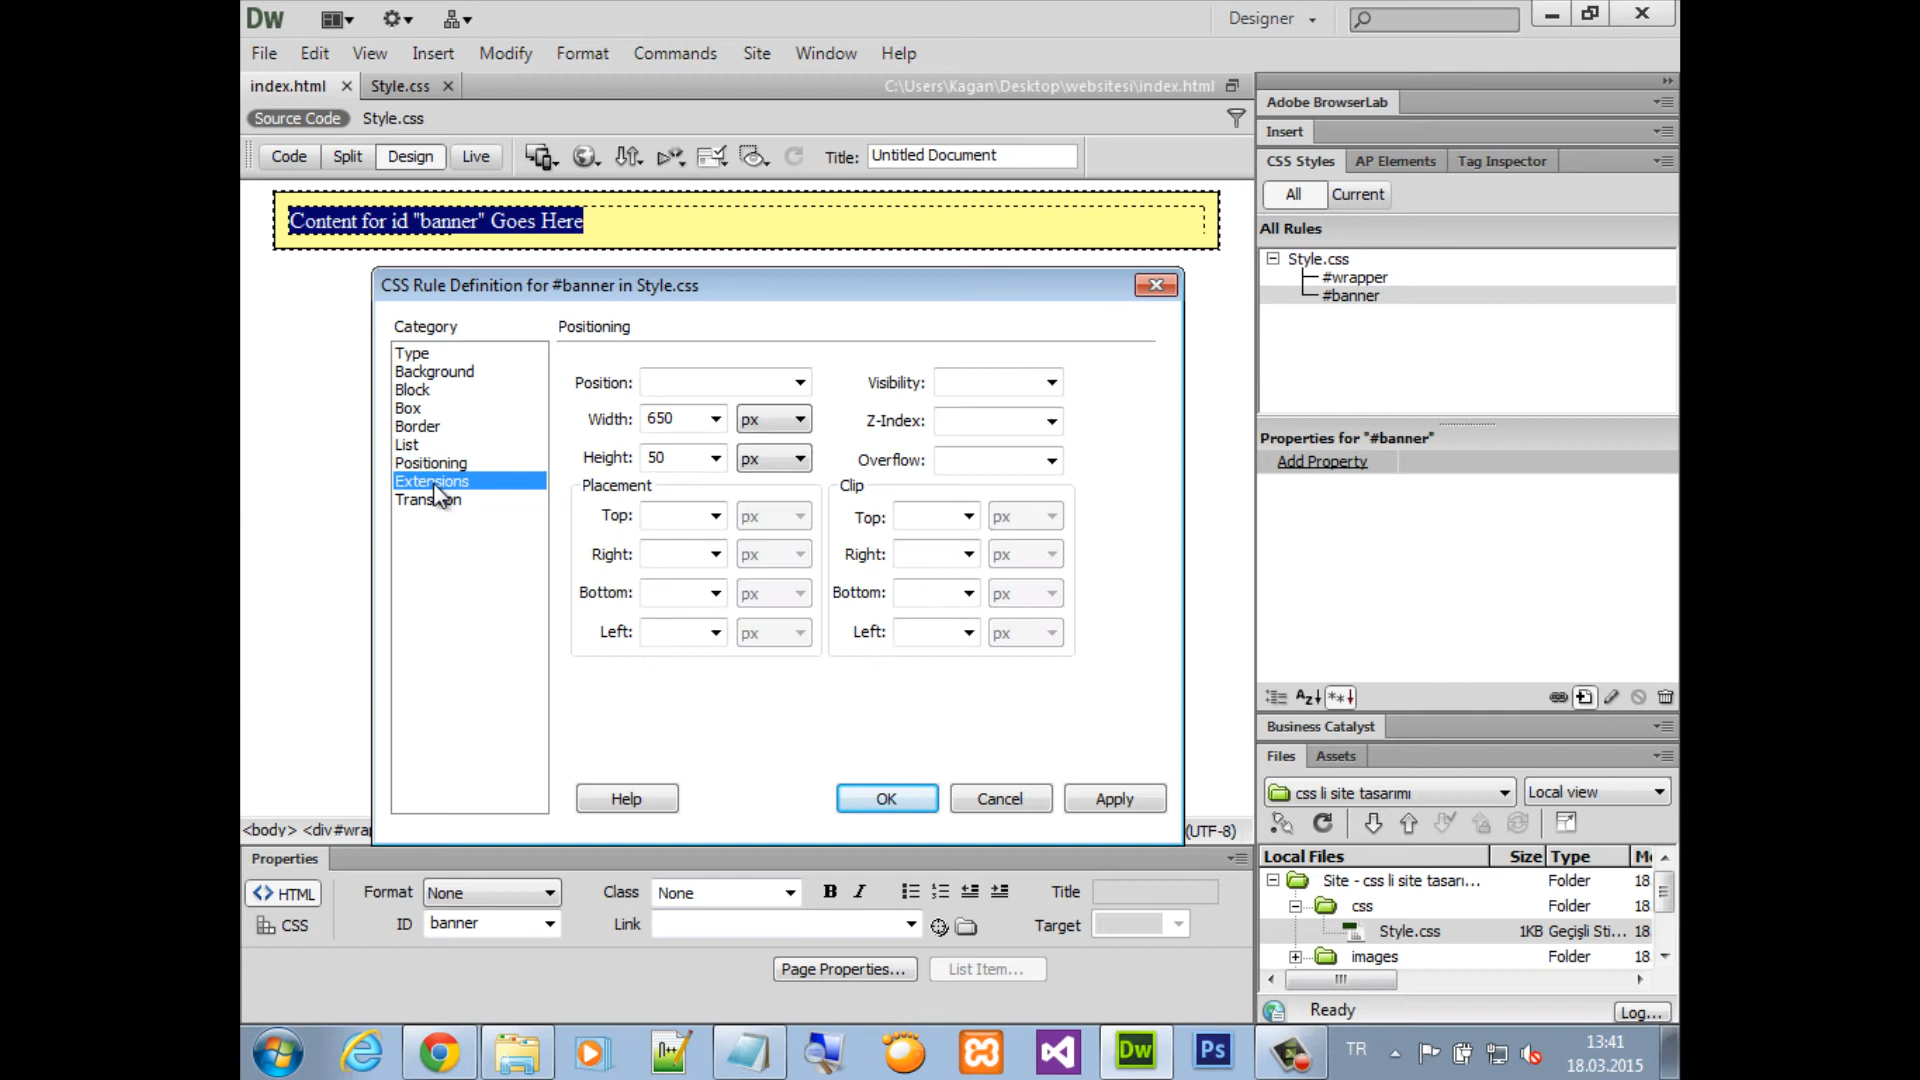 Dw
Designer
File Edit View Insert Modify Format Commands Site Window Help
index.html Style.css C:\Users\Kagan\Desktop\websitesi\index.html
Source Code Style.css
Code Split Design Live Title: Untitled Document
Content for id "banner" Goes Here
CSS Rule Definition for #banner in Style.css
Category
Type
Background
Block
Box
Border
List
Positioning
Extensions
Positioning
Position:
Width: 650 px
Height: 50 px
Visibility:
Z-Index:
Overflow:
Placement
Top: px
Right: px
Bottom: px
Left: px
Clip
Top: px
Right: px
Bottom: px
Left: px
Help OK Cancel Apply
<body> (UTF-8)
Properties
HTML Format None Class None B I Title
CSS ID banner Link Target
Page Properties... List Item...
Adobe BrowserLab
Insert
CSS Styles AP Elements Tag Inspector
All Current
All Rules
Style.css
#wrapper
#banner
Properties for "#banner"
Add Property
Az
Business Catalyst
Files Assets
css li site tasarımı Local view
Local Files Size Type
Site - css li site tasarı... Folder 18
css Folder 18
Style.css 1KB Geçişli Sti... 18
images Folder 18
Ready Log...
n++ Dw Ps
TR 13:41
18.03.2015